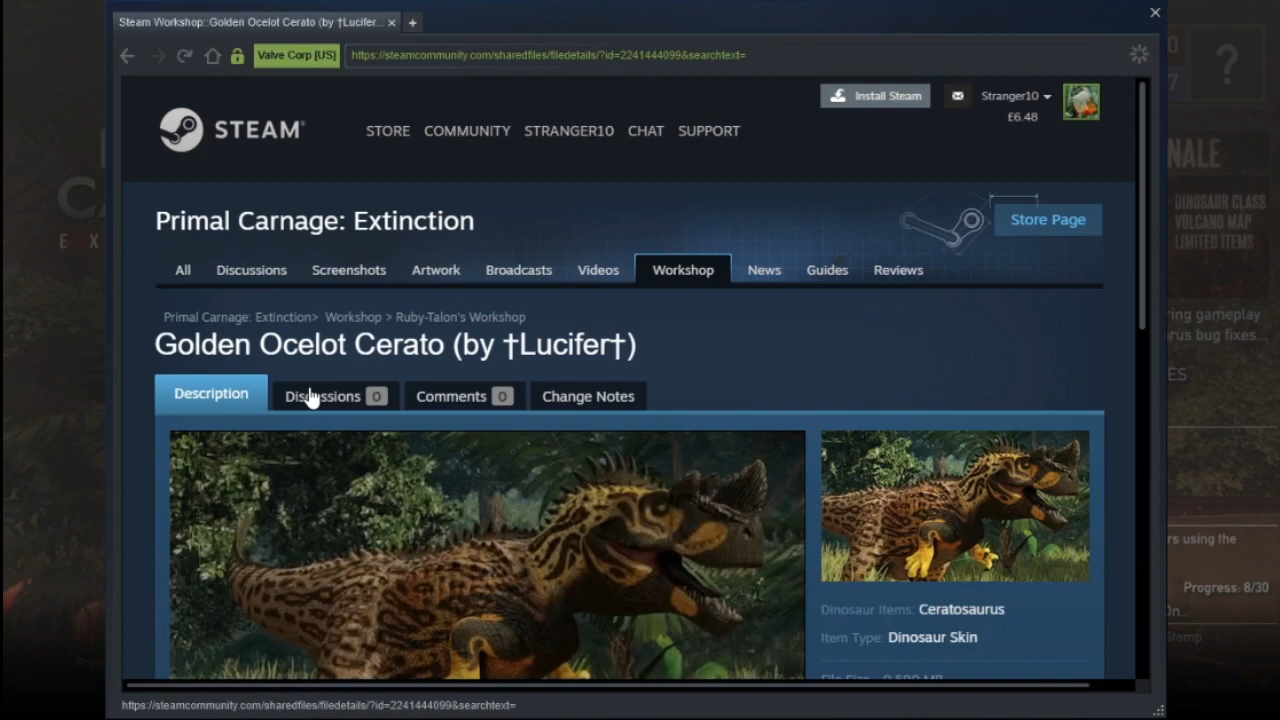 Steam Workshop::Golden Ocelot Cerato (by †Lucifer...
Valve Corp [US]
https://steamcommunity.com/sharedfiles/filedetails/?id=2241444099&searchtext=
Install Steam
Stranger10
£6.48
STEAM®
STORE COMMUNITY STRANGER10 CHAT SUPPORT
Primal Carnage: Extinction
Store Page
All Discussions Screenshots Artwork Broadcasts Videos Workshop News Guides Reviews
Primal Carnage: Extinction> Workshop > Ruby-Talon's Workshop
Golden Ocelot Cerato (by †Lucifer†)
Description
Discussions 0
Comments 0
Change Notes
Dinosaur Items: Ceratosaurus
Item Type: Dinosaur Skin
https://steamcommunity.com/sharedfiles/filedetails/?id=2241444099&searchtext=
?
NALE
DINOSAUR CLASS
VOLCANO MAP
LIMITED ITEMS
ring gameplay
rus bug fixes...
ES
rs using the
Progress: 8/30
On..
Stomp